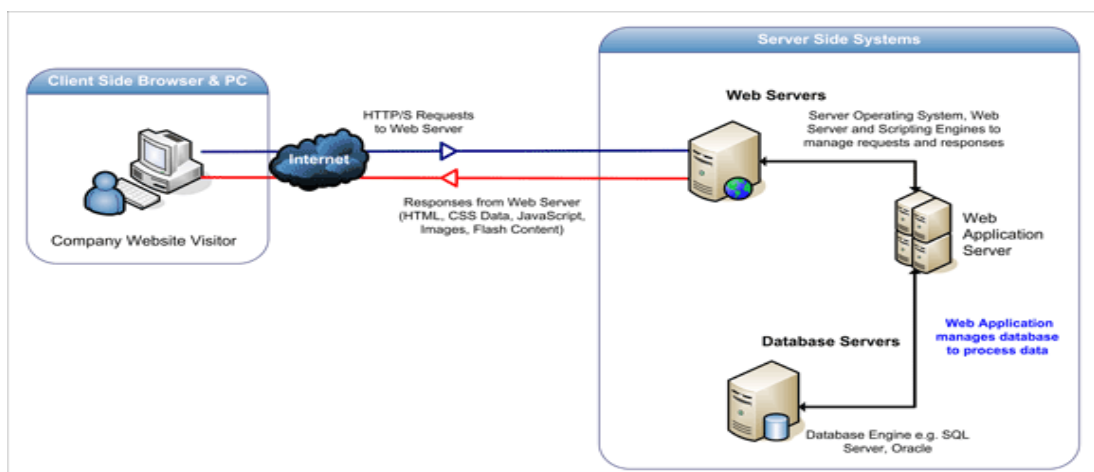 Client Side Browser & PC
Company Website Visitor
Internet
HTTP/S Requests
to Web Server
Responses from Web Server
(HTML, CSS Data, JavaScript,
Images, Flash Content)
Server Side Systems
Web Servers
Server Operating System, Web
Server and Scripting Engines to
manage requests and responses
Web
Application
Server
Web Application
manages database
to process data
Database Servers
Database Engine e.g. SQL
Server, Oracle